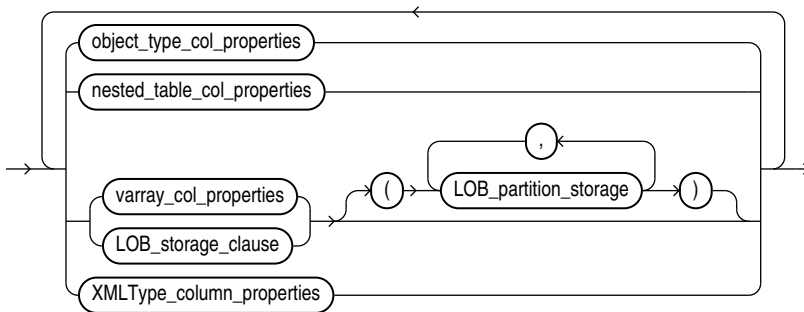 object_type_col_properties
nested_table_col_properties
,
varray_col_properties
( LOB_partition_storage )
LOB_storage_clause
XMLType_column_properties